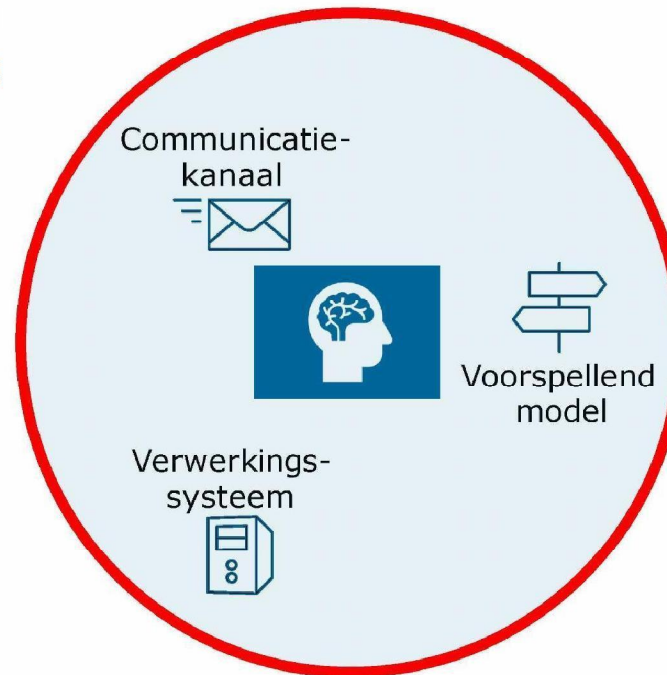 Communicatie-
kanaal
Voorspellend
model
Verwerkings-
systeem